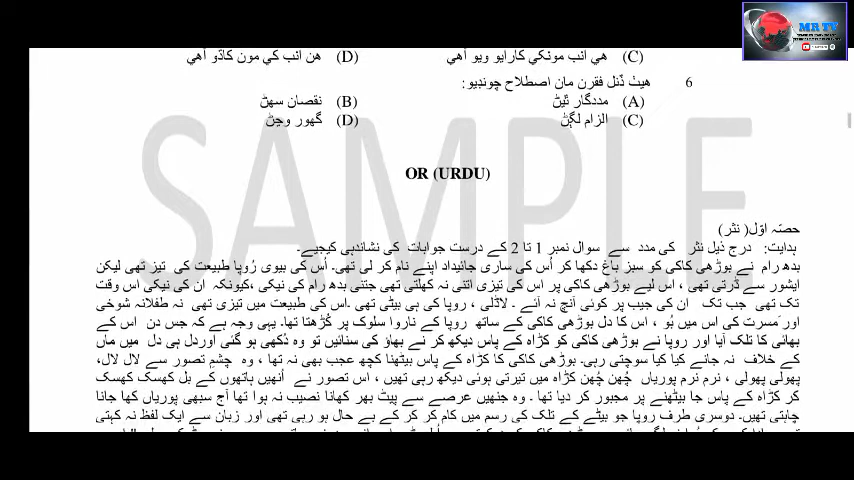 MR TV
(C) هي انب مونکي کارايو ويو آهي (D) هن انب کي مون کاڌو آهي
6 هيٺ ڏنل فقرن مان اصطلاح چونڊيو:
(A) مددگار ٿيڻ (B) نقصان سهڻ
(C) الزام لڳڻ (D) گهور وڃڻ
SAMPLE
OR (URDU)
حصّہ اوّل( نثر)
ہدایت: درج ذیل نثر کی مدد سے سوال نمبر 1 تا 2 کے درست جوابات کی نشاندہی کیجیے۔
بدھ رام نے بوڑھی کاکی کو سبز باغ دکھا کر اُس کی ساری جائیداد اپنے نام کر لی تھی۔ اُس کی بیوی رُوپا طبیعت کی تیز تھی لیکن
ایشور سے ڈرتی تھی ، اس لیے بوڑھی کاکی پر اس کی تیزی اتنی نہ کھلتی تھی جتنی بدھ رام کی نیکی، کیونکہ ان کی نیکی اس وقت
تک تھی جب تک ان کی جیب پر کوئی آنچ نہ آئے ۔ لاڈلی ، روپا کی ہی بیٹی تھی ۔اس کی طبیعت میں تیزی تھی نہ طفلانہ شوخی
اور َمسرت کی اس میں بُو ، اس کا دل بوڑھی کاکی کے ساتھ روپا کے ناروا سلوک پر کُڑھتا تھا۔ یہی وجہ ہے کہ جس دن اس کے
بھائی کا تلک آیا اور روپا نے بوڑھی کاکی کو کڑاہ کے پاس دیکھ کر بے بھاؤ کی سنائیں تو وہ دُکھی ہو گئی اوردل ہی دل میں ماں
کے خلاف نہ جانے کیا کیا سوچتی رہی۔ بوڑھی کاکی کا کڑاہ کے پاس بیٹھنا کچھ عجب بھی نہ تھا ، وہ چشمِ تصور سے لال لال،
پھولی پھولی ، نرم نرم پوریاں چُھن چُھن کڑاہ میں تیرتی ہوئی دیکھ رہی تھیں ، اس تصور نے اُنھیں ہاتھوں کے بل کھسک کھسک
کر کڑاہ کے پاس جا بیٹھنے پر مجبور کر دیا تھا ۔ وہ جنھیں عرصے سے پیٹ بھر کھانا نصیب نہ ہوا تھا آج سبھی پوریاں کھا جانا
چاہتی تھیں۔ دوسری طرف روپا جو بیٹے کے تلک کی رسم میں کام کر کر کے بے حال ہو رہی تھی اور زبان سے ایک لفظ نہ کہتی